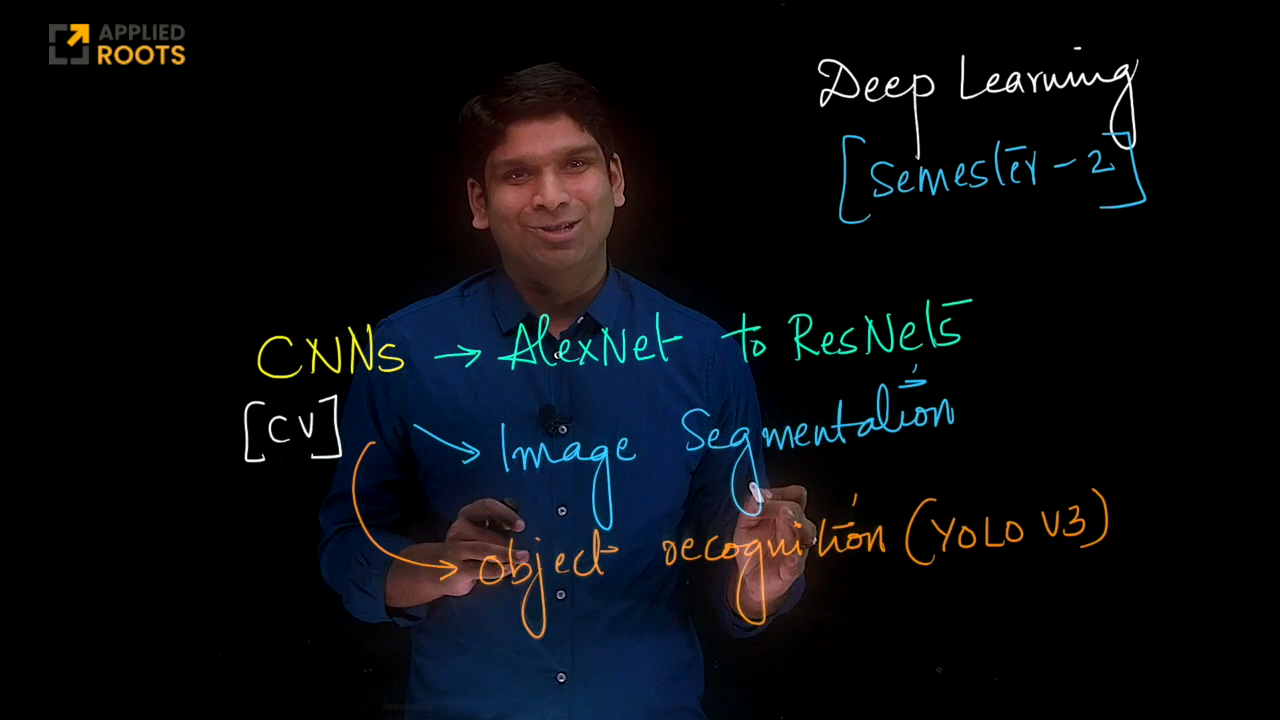 APPLIED
ROOTS
Deep Learning
[Semester - 2]
CNNs → AlexNet to ResNets
[CV] → Image Segmentation
→ object recognition (YOLO V3)